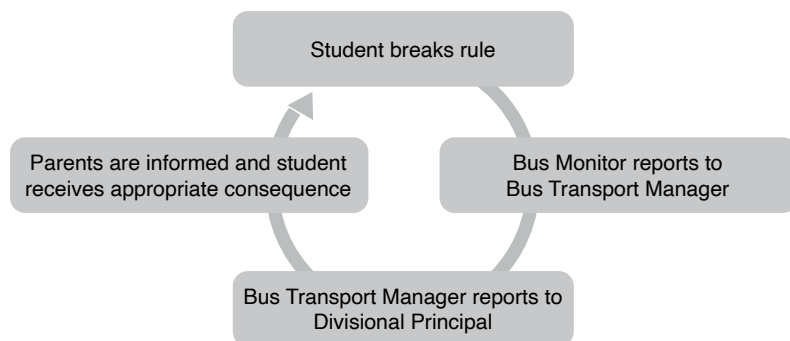 Student breaks rule
Bus Monitor reports to
Bus Transport Manager
Bus Transport Manager reports to
Divisional Principal
Parents are informed and student
receives appropriate consequence